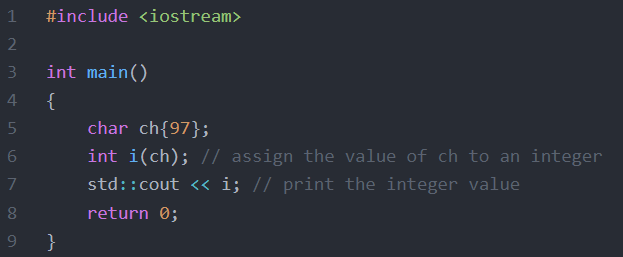 1 #include <iostream>
2
3 int main()
4 {
5     char ch{97};
6     int i(ch); // assign the value of ch to an integer
7     std::cout << i; // print the integer value
8     return 0;
9 }